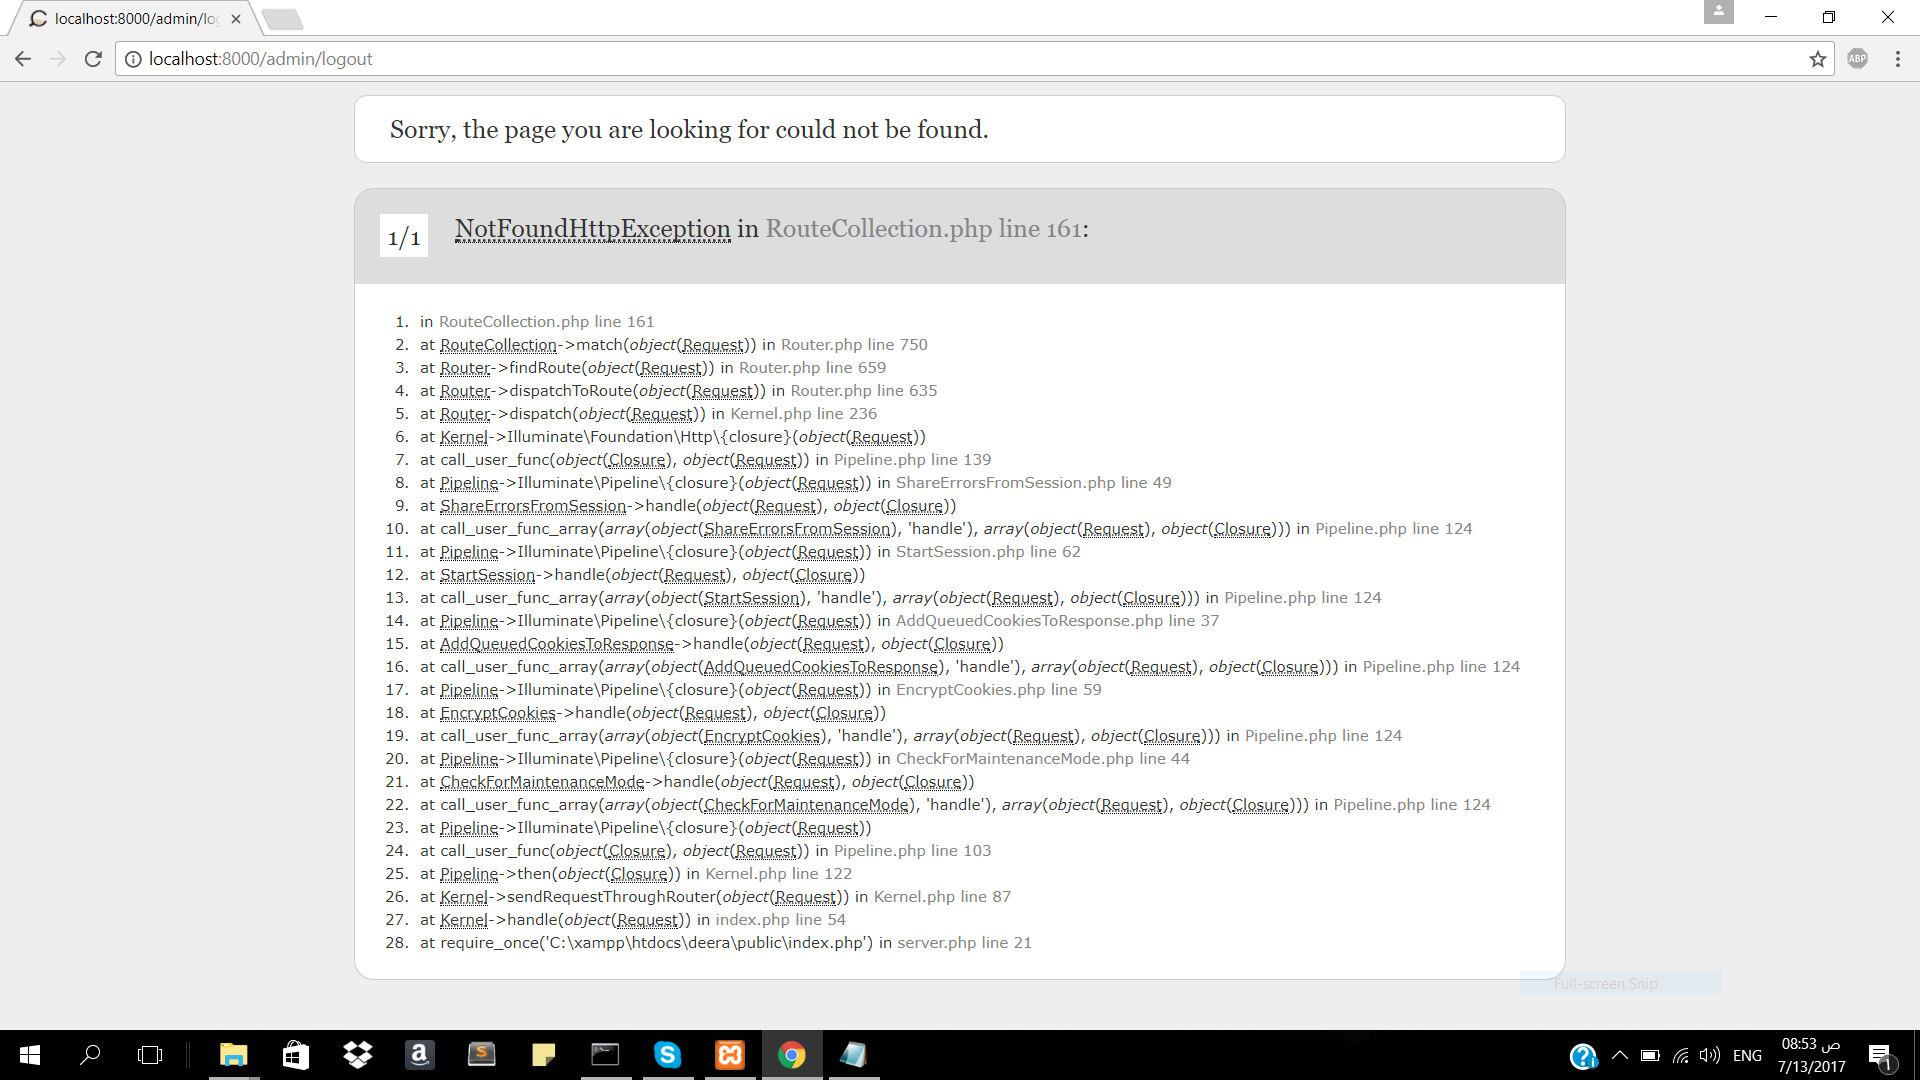 localhost:8000/admin/lo
localhost:8000/admin/logout
ABP
Sorry, the page you are looking for could not be found.
1/1
NotFoundHttpException in RouteCollection.php line 161:
1. in RouteCollection.php line 161
2. at RouteCollection->match(object(Request)) in Router.php line 750
3. at Router->findRoute(object(Request)) in Router.php line 659
4. at Router->dispatchToRoute(object(Request)) in Router.php line 635
5. at Router->dispatch(object(Request)) in Kernel.php line 236
6. at Kernel->Illuminate\Foundation\Http\{closure}(object(Request))
7. at call_user_func(object(Closure), object(Request)) in Pipeline.php line 139
8. at Pipeline->Illuminate\Pipeline\{closure}(object(Request)) in ShareErrorsFromSession.php line 49
9. at ShareErrorsFromSession->handle(object(Request), object(Closure))
10. at call_user_func_array(array(object(ShareErrorsFromSession), 'handle'), array(object(Request), object(Closure))) in Pipeline.php line 124
11. at Pipeline->Illuminate\Pipeline\{closure}(object(Request)) in StartSession.php line 62
12. at StartSession->handle(object(Request), object(Closure))
13. at call_user_func_array(array(object(StartSession), 'handle'), array(object(Request), object(Closure))) in Pipeline.php line 124
14. at Pipeline->Illuminate\Pipeline\{closure}(object(Request)) in AddQueuedCookiesToResponse.php line 37
15. at AddQueuedCookiesToResponse->handle(object(Request), object(Closure))
16. at call_user_func_array(array(object(AddQueuedCookiesToResponse), 'handle'), array(object(Request), object(Closure))) in Pipeline.php line 124
17. at Pipeline->Illuminate\Pipeline\{closure}(object(Request)) in EncryptCookies.php line 59
18. at EncryptCookies->handle(object(Request), object(Closure))
19. at call_user_func_array(array(object(EncryptCookies), 'handle'), array(object(Request), object(Closure))) in Pipeline.php line 124
20. at Pipeline->Illuminate\Pipeline\{closure}(object(Request)) in CheckForMaintenanceMode.php line 44
21. at CheckForMaintenanceMode->handle(object(Request), object(Closure))
22. at call_user_func_array(array(object(CheckForMaintenanceMode), 'handle'), array(object(Request), object(Closure))) in Pipeline.php line 124
23. at Pipeline->Illuminate\Pipeline\{closure}(object(Request))
24. at call_user_func(object(Closure), object(Request)) in Pipeline.php line 103
25. at Pipeline->then(object(Closure)) in Kernel.php line 122
26. at Kernel->sendRequestThroughRouter(object(Request)) in Kernel.php line 87
27. at Kernel->handle(object(Request)) in index.php line 54
28. at require_once('C:\xampp\htdocs\deera\public\index.php') in server.php line 21
Full-screen Snip
ENG
08:53 ص
7/13/2017
1